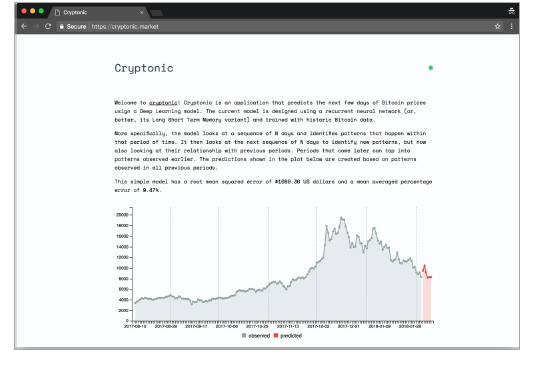 Cryptonic
Secure
https://cryptonic.market
Cryptonic
Welcome to cryptonic! Cryptonic is an application that predicts the next few days of Bitcoin prices
usign a Deep Learning model. The current model is designed using a recurrent neural network (or,
better, its Long Short Term Memory variant) and trained with historic Bitcoin data.
More specifically, the model looks at a sequence of N days and identifies patterns that happen within
that period of time. It then looks at the next sequence of N days to identify new patterns, but now
also looking at their relationship with previous periods. Periods that come later can tap into
patterns observed earlier. The predictions shown in the plot below are created based on patterns
observed in all previous periods.
This simple model has a root mean squared error of ±1089.30 US dollars and a mean averaged percentage
error of 9.47%.
20000
18000
16000
14000
12000
10000
8000
6000
4000
2000
0
2017-08-10 2017-08-29 2017-09-17 2017-10-06 2017-10-25 2017-11-13 2017-12-02 2017-12-21 2018-01-09 2018-01-28
observed predicted